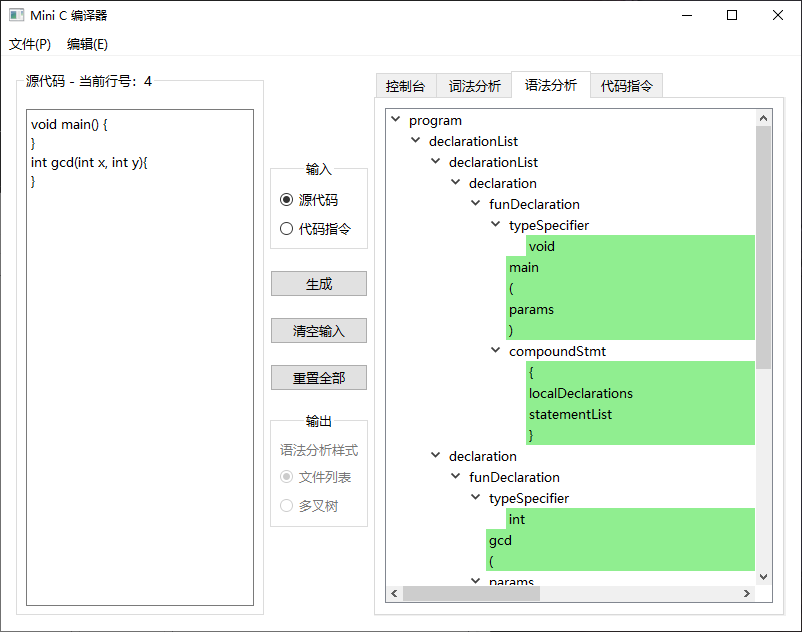 Mini C 编译器
文件(P) 编辑(E)
源代码 - 当前行号：4
void main() {
}
int gcd(int x, int y){
}
输入
源代码
代码指令
生成
清空输入
重置全部
输出
语法分析样式
文件列表
多叉树
控制台 词法分析 语法分析 代码指令
program
declarationList
declarationList
declaration
funDeclaration
typeSpecifier
void
main
(
params
)
compoundStmt
{
localDeclarations
statementList
}
declaration
funDeclaration
typeSpecifier
int
gcd
(
params